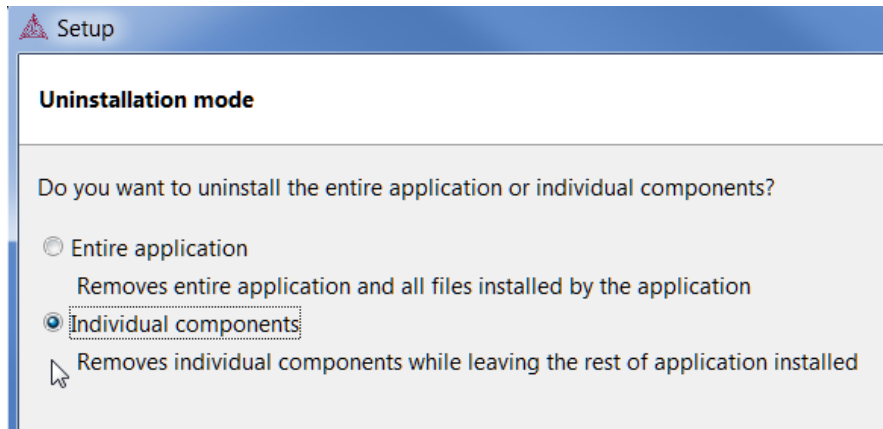 Setup
Uninstallation mode
Do you want to uninstall the entire application or individual components?
Entire application
Removes entire application and all files installed by the application
Individual components
Removes individual components while leaving the rest of application installed